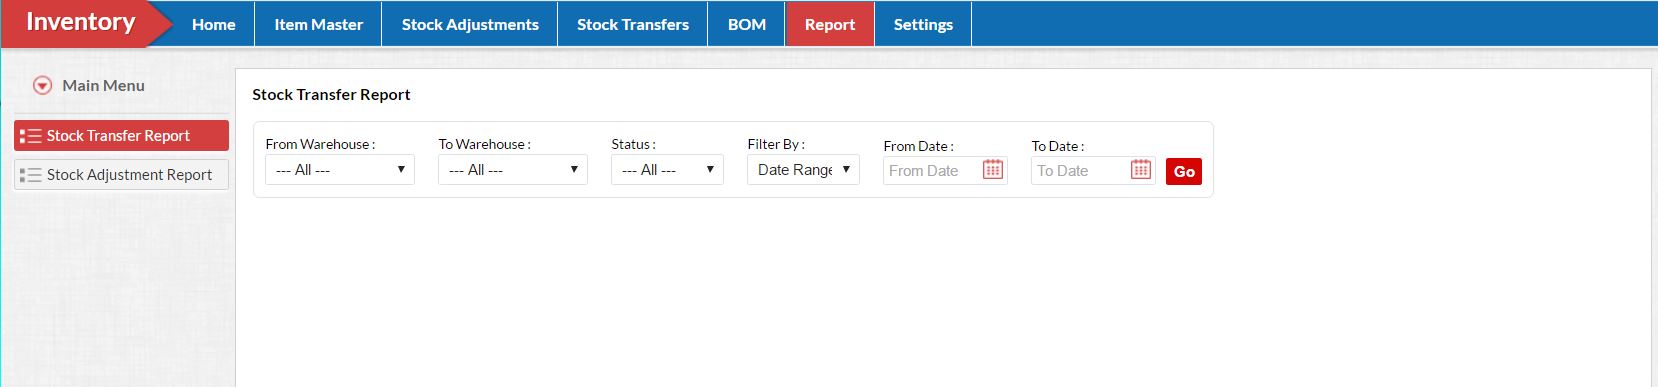 Inventory
Home Item Master Stock Adjustments Stock Transfers BOM Report Settings
Main Menu
Stock Transfer Report
Stock Adjustment Report
Stock Transfer Report
From Warehouse : To Warehouse : Status : Filter By : From Date : To Date :
--- All --- --- All --- --- All --- Date Range From Date To Date Go